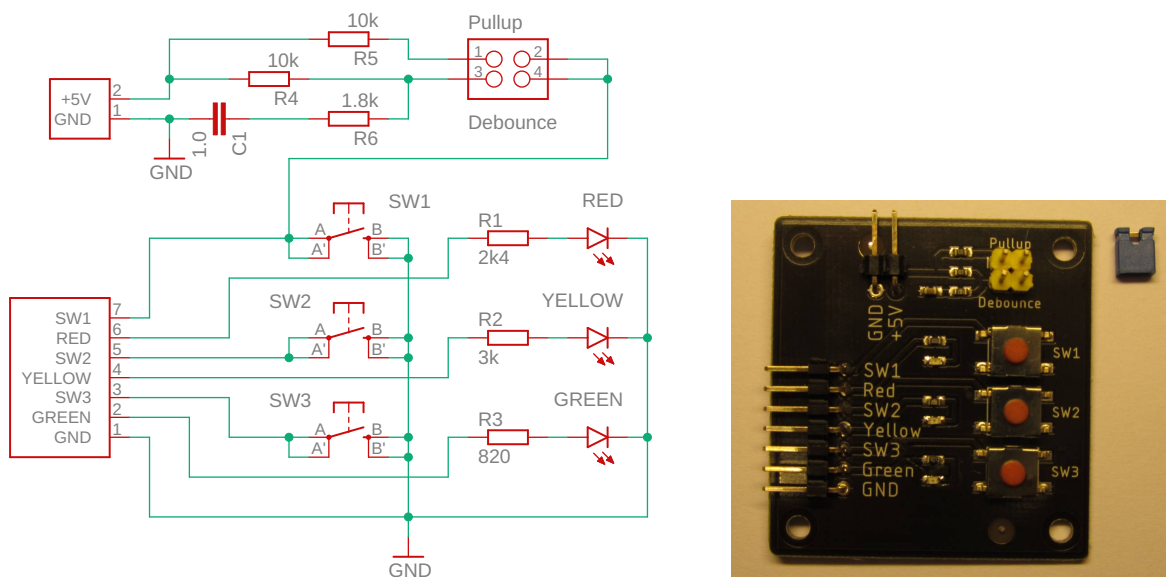 Pullup
10k
R5
1 2
3 4
10k
R4
+5V 2
GND 1
1.8k
R6
Debounce
1.0
C1
GND
SW1
A B
A' B'
R1
2k4
RED
SW2
A B
A' B'
R2
3k
YELLOW
SW3
A B
A' B'
R3
820
GREEN
SW1 7
RED 6
SW2 5
YELLOW 4
SW3 3
GREEN 2
GND 1
GND
Pullup
Debounce
GND
+5V
SW1
SW1
Red
SW2
SW2
Yellow
SW3
SW3
Green
GND